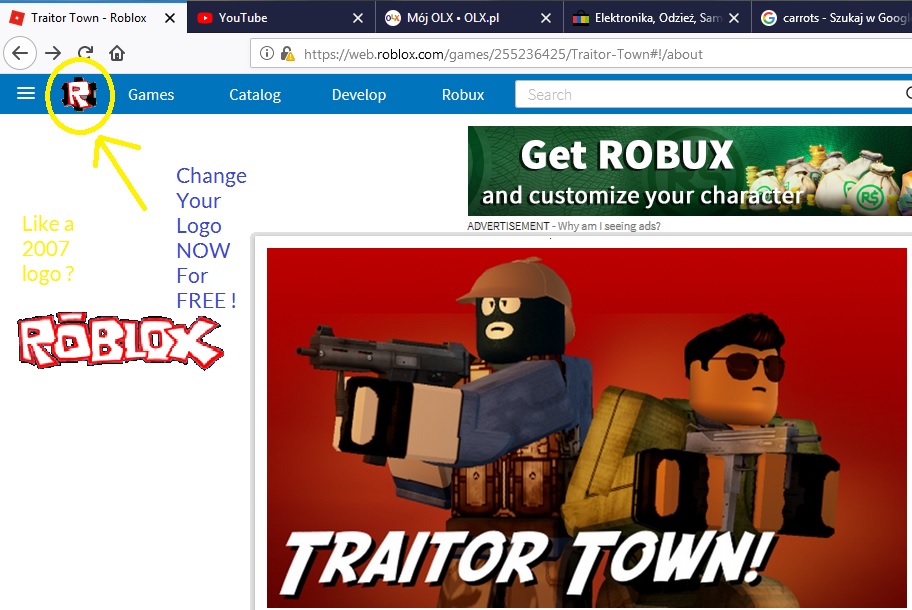 Traitor Town - Roblox
YouTube
Mój OLX • OLX.pl
Elektronika, Odzież, Sam
carrots - Szukaj w Googl
https://web.roblox.com/games/255236425/Traitor-Town#!/about
R
Games
Catalog
Develop
Robux
Search
Get ROBUX
and customize your character
R$
ADVERTISEMENT - Why am I seeing ads?
Change
Your
Logo
NOW
For
FREE !
Like a
2007
logo ?
ROBLOX
TRAITOR TOWN!